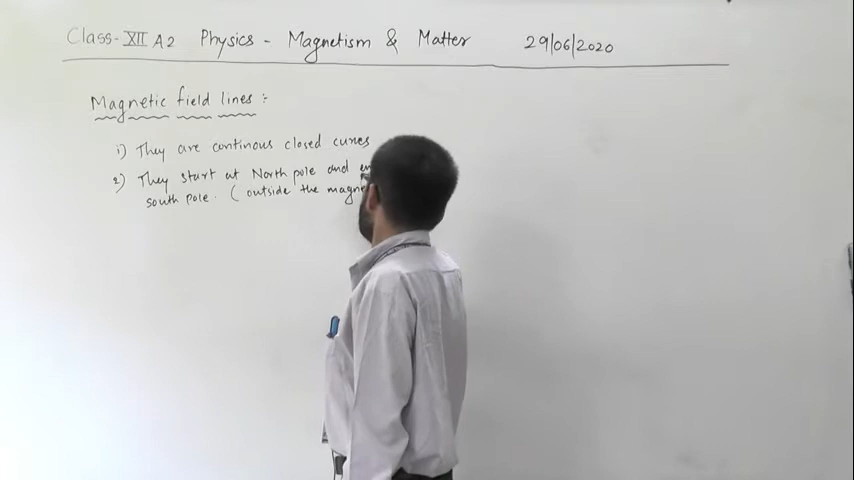 Class-XII A2 Physics - Magnetism & Matter 29/06/2020
Magnetic field lines :-
1) They are continous closed curves
2) They start at North pole and
south pole. ( outside the